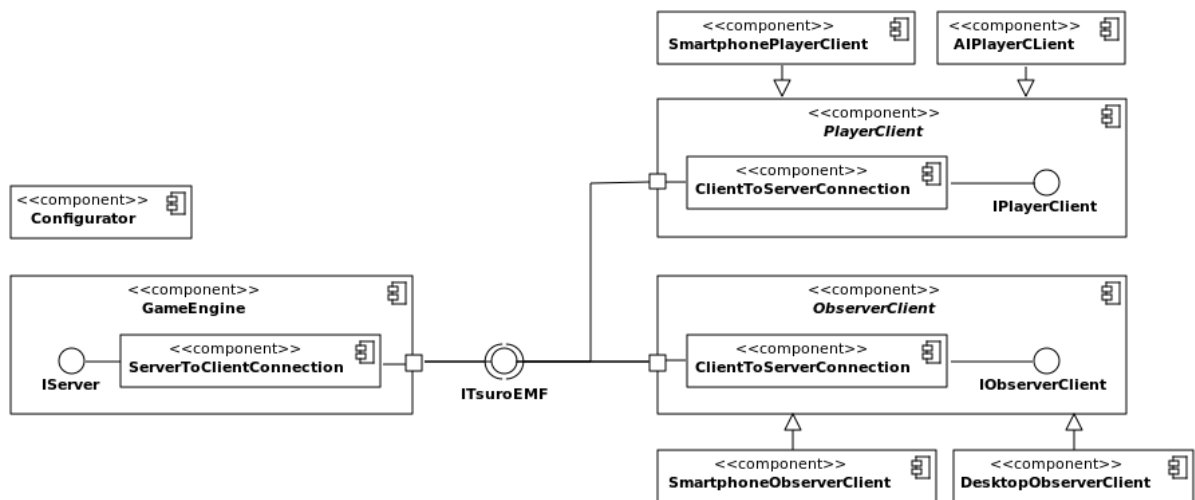 <<component>>
SmartphonePlayerClient
<<component>>
AIPlayerCLient
<<component>>
PlayerClient
<<component>>
ClientToServerConnection
IPlayerClient
<<component>>
Configurator
<<component>>
GameEngine
<<component>>
ServerToClientConnection
IServer
ITsuroEMF
<<component>>
ObserverClient
<<component>>
ClientToServerConnection
IObserverClient
<<component>>
SmartphoneObserverClient
<<component>>
DesktopObserverClient